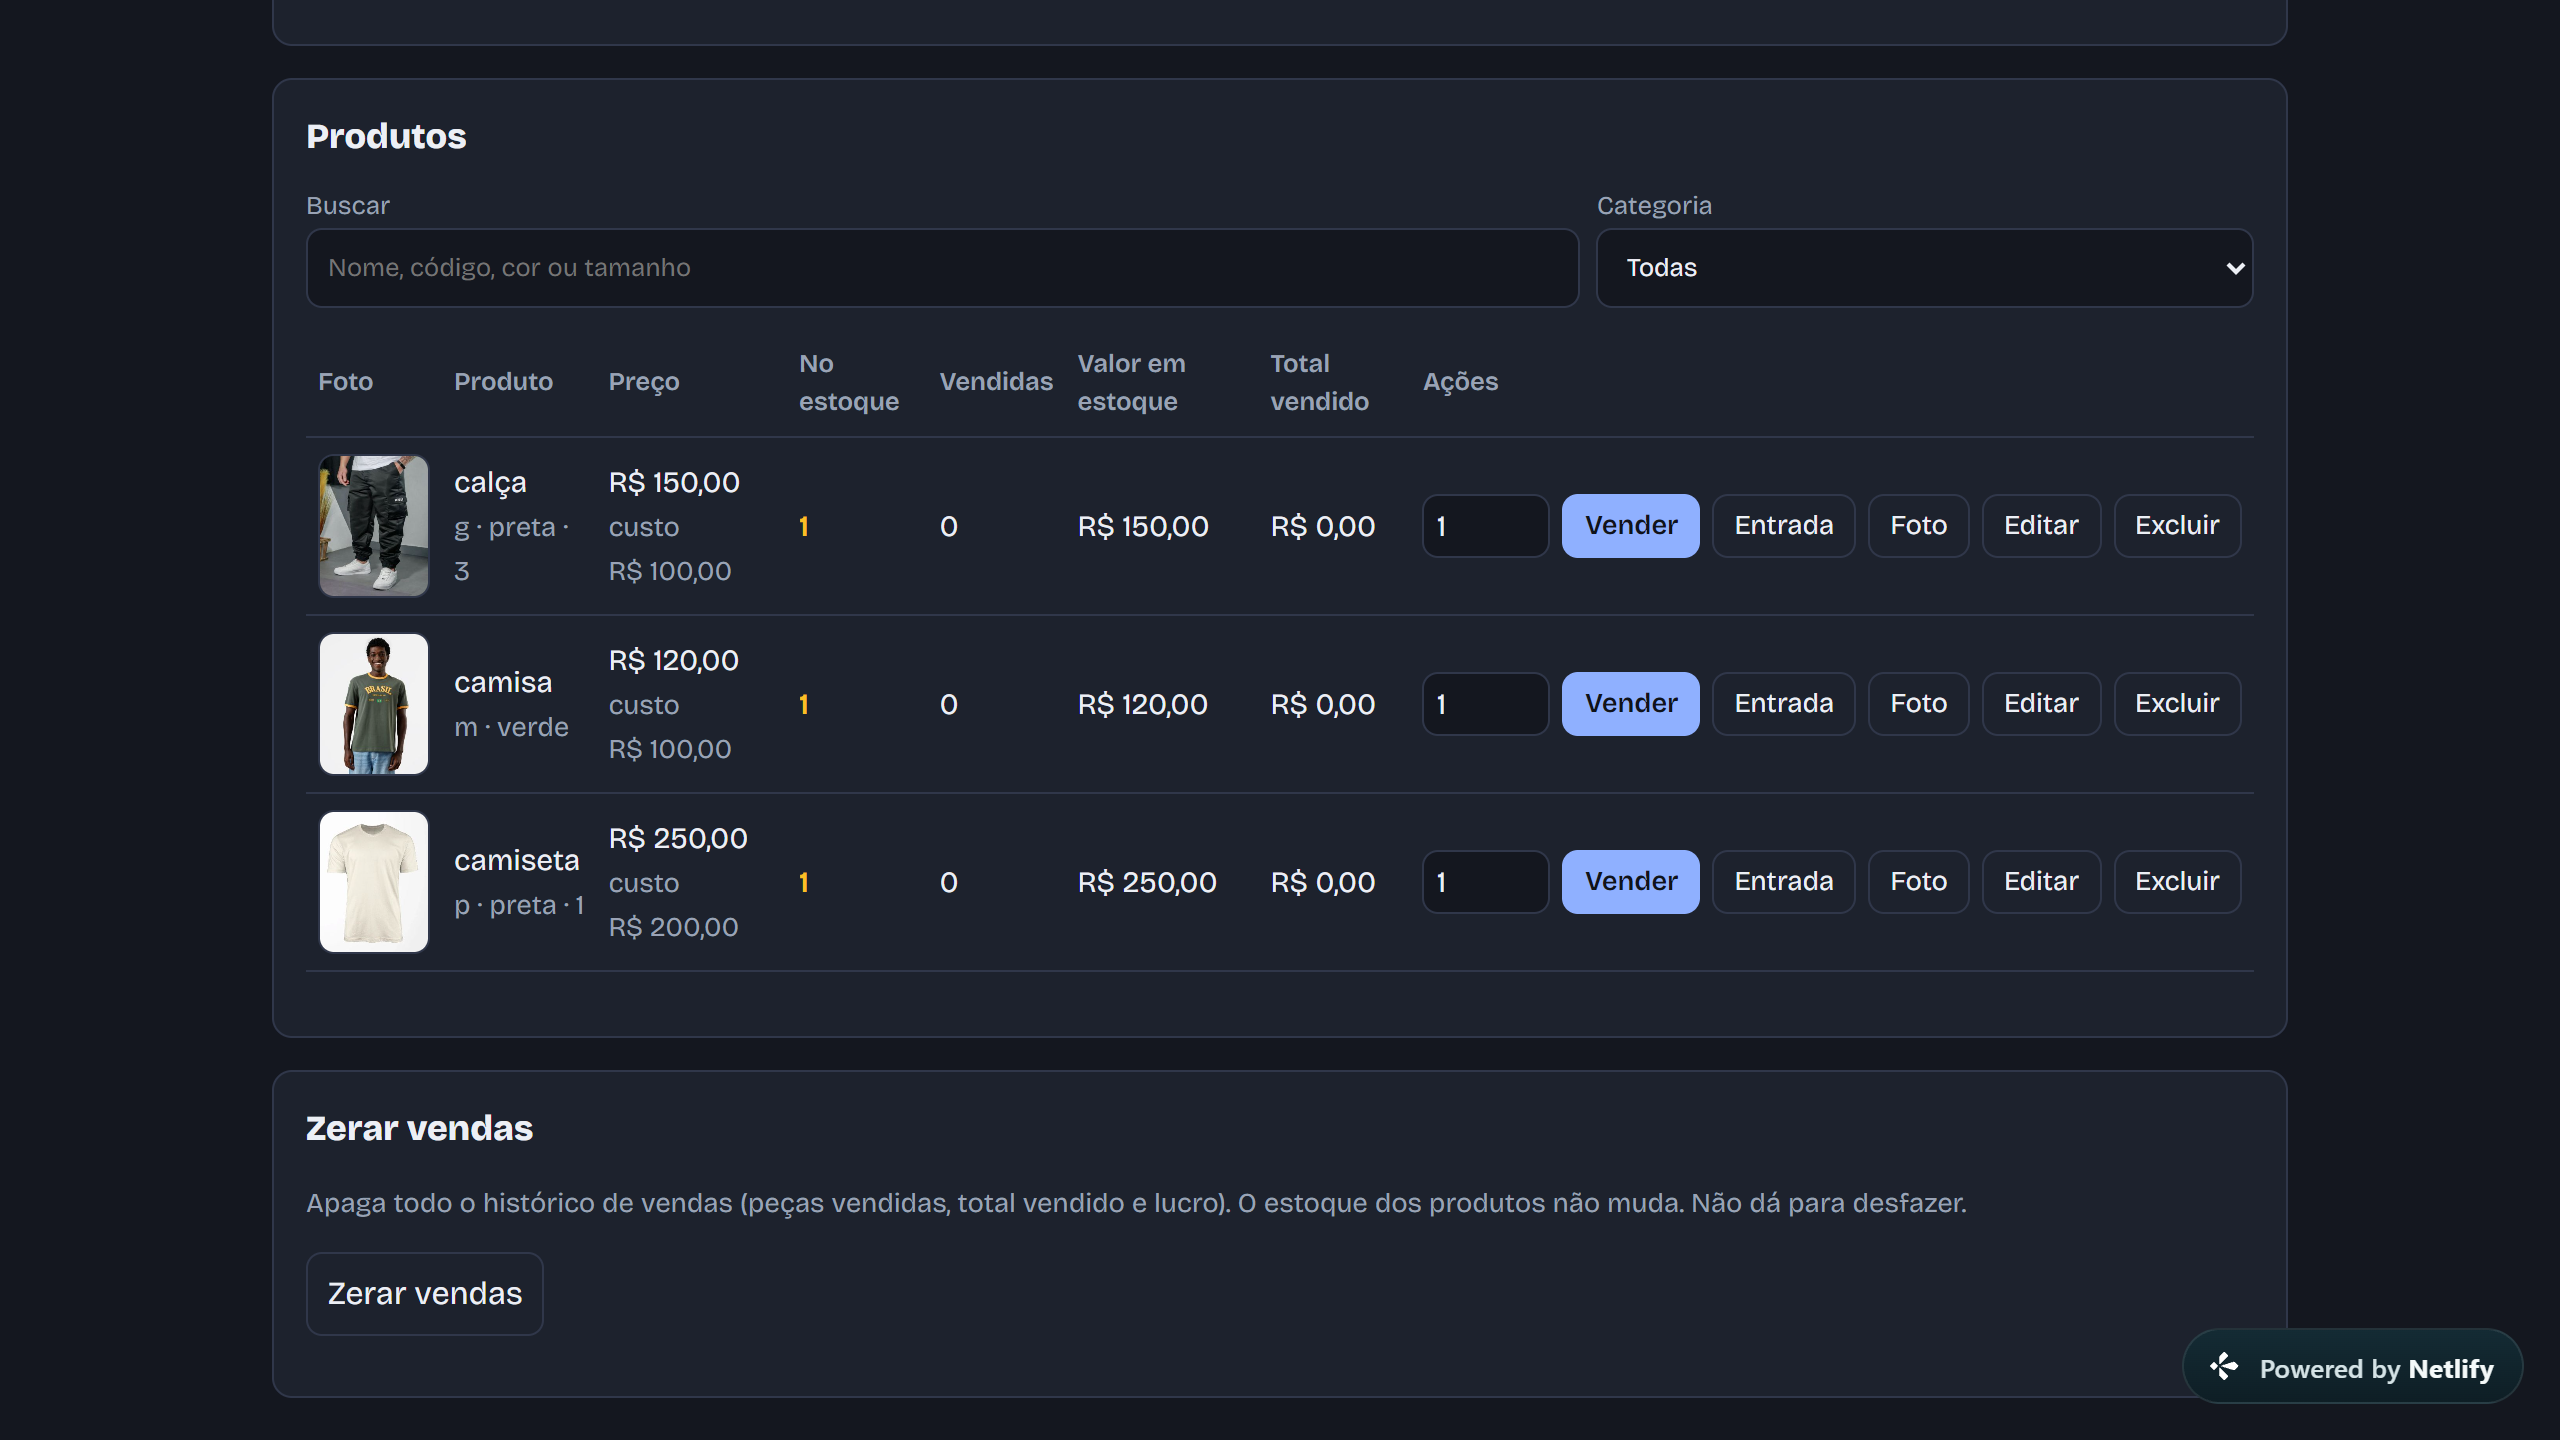 Produtos
Buscar
Categoria
Nome, código, cor ou tamanho
Todas
Foto
Produto
Preço
No estoque
Vendidas
Valor em estoque
Total vendido
Ações
calça
g · preta · 3
R$ 150,00
custo
R$ 100,00
1
0
R$ 150,00
R$ 0,00
1
Vender
Entrada
Foto
Editar
Excluir
BRASIL
camisa
m · verde
R$ 120,00
custo
R$ 100,00
1
0
R$ 120,00
R$ 0,00
1
Vender
Entrada
Foto
Editar
Excluir
camiseta
p · preta · 1
R$ 250,00
custo
R$ 200,00
1
0
R$ 250,00
R$ 0,00
1
Vender
Entrada
Foto
Editar
Excluir
Zerar vendas
Apaga todo o histórico de vendas (peças vendidas, total vendido e lucro). O estoque dos produtos não muda. Não dá para desfazer.
Zerar vendas
Powered by Netlify